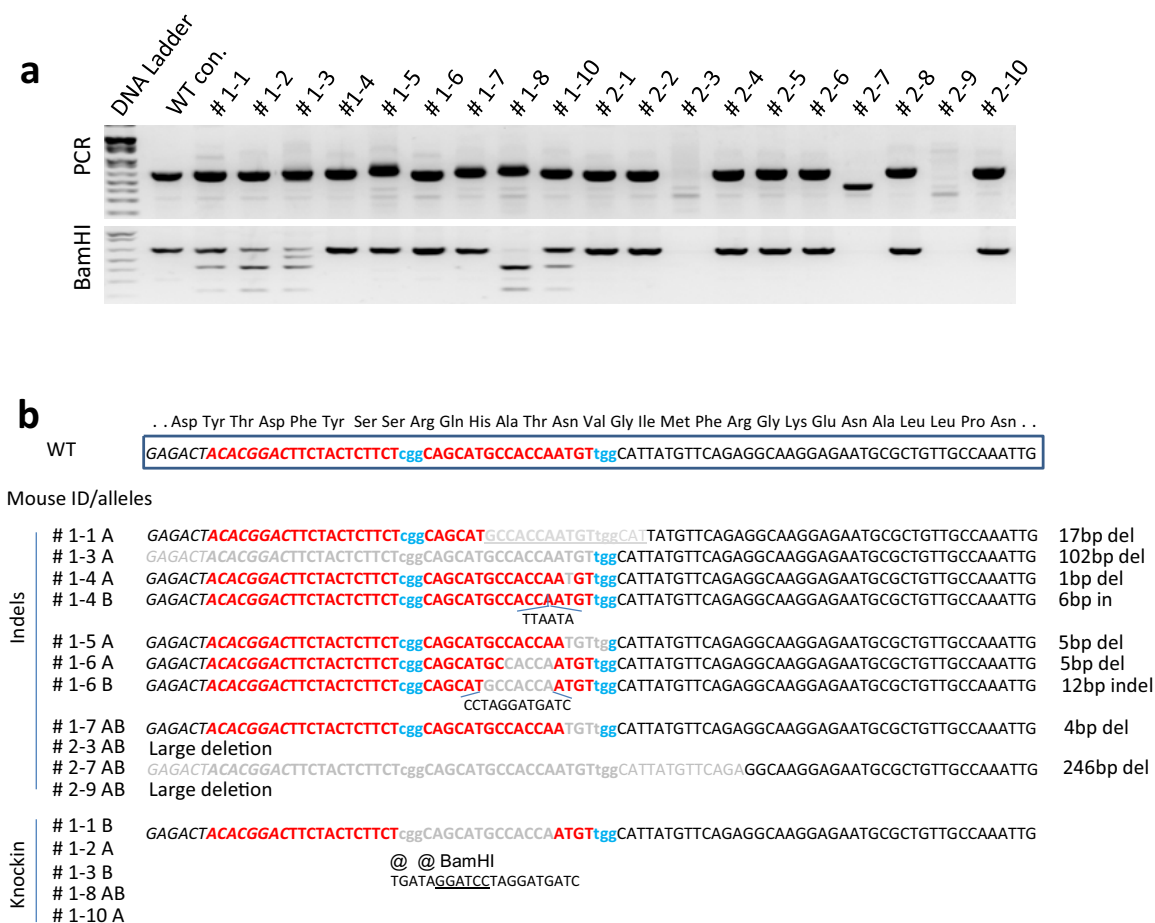 a
DNA Ladder
WT con.
# 1-1
# 1-2
# 1-3
#1-4
# 1-5
# 1-6
# 1-7
# 1-8
# 1-10
# 2-1
# 2-2
# 2-3
# 2-4
# 2-5
# 2-6
# 2-7
# 2-8
# 2-9
# 2-10
PCR
BamHI
b
. . Asp Tyr Thr Asp Phe Tyr Ser Ser Arg Gln His Ala Thr Asn Val Gly Ile Met Phe Arg Gly Lys Glu Asn Ala Leu Leu Pro Asn . .
WT GAGACTACACGGACTTCTACTCTTCTcggCAGCATGCCACCAATGTtggCATTATGTTCAGAGGCAAGGAGAATGCGCTGTTGCCAAATTG
Mouse ID/alleles
Indels
# 1-1 A GAGACTACACGGACTTCTACTCTTCTcggCAGCATGCCACCAATGTtggCATTATGTTCAGAGGCAAGGAGAATGCGCTGTTGCCAAATTG 17bp del
# 1-3 A GAGACTACACGGACTTCTACTCTTCTcggCAGCATGCCACCAATGTtggCATTATGTTCAGAGGCAAGGAGAATGCGCTGTTGCCAAATTG 102bp del
# 1-4 A GAGACTACACGGACTTCTACTCTTCTcggCAGCATGCCACCAATGTtggCATTATGTTCAGAGGCAAGGAGAATGCGCTGTTGCCAAATTG 1bp del
# 1-4 B GAGACTACACGGACTTCTACTCTTCTcggCAGCATGCCACCAATGTtggCATTATGTTCAGAGGCAAGGAGAATGCGCTGTTGCCAAATTG 6bp in
TTAATA
# 1-5 A GAGACTACACGGACTTCTACTCTTCTcggCAGCATGCCACCAATGTtggCATTATGTTCAGAGGCAAGGAGAATGCGCTGTTGCCAAATTG 5bp del
# 1-6 A GAGACTACACGGACTTCTACTCTTCTcggCAGCATGCCACCAATGTtggCATTATGTTCAGAGGCAAGGAGAATGCGCTGTTGCCAAATTG 5bp del
# 1-6 B GAGACTACACGGACTTCTACTCTTCTcggCAGCATGCCACCAATGTtggCATTATGTTCAGAGGCAAGGAGAATGCGCTGTTGCCAAATTG 12bp indel
CCTAGGATGATC
# 1-7 AB GAGACTACACGGACTTCTACTCTTCTcggCAGCATGCCACCAATGTtggCATTATGTTCAGAGGCAAGGAGAATGCGCTGTTGCCAAATTG 4bp del
# 2-3 AB Large deletion
# 2-7 AB GAGACTACACGGACTTCTACTCTTCTcggCAGCATGCCACCAATGTtggCATTATGTTCAGAGGCAAGGAGAATGCGCTGTTGCCAAATTG 246bp del
# 2-9 AB Large deletion
Knockin
# 1-1 B GAGACTACACGGACTTCTACTCTTCTcggCAGCATGCCACCAATGTtggCATTATGTTCAGAGGCAAGGAGAATGCGCTGTTGCCAAATTG
# 1-2 A
@ @ BamHI
# 1-3 B TGATAGGATCCTAGGATGATC
# 1-8 AB
# 1-10 A